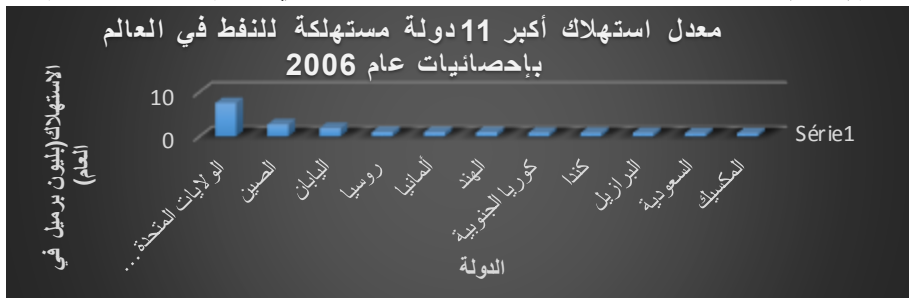 معدل استهلاك أكبر 11 دولة مستهلكة للنفط في العالم
بإحصائيات عام 2006
الاستهلاك(بليون برميل في
العام)
10
0
الولايات المتحدة...
الصين
اليابان
روسيا
ألمانيا
الهند
كوريا الجنوبية
كندا
البرازيل
السعودية
المكسيك
Série1
الدولة